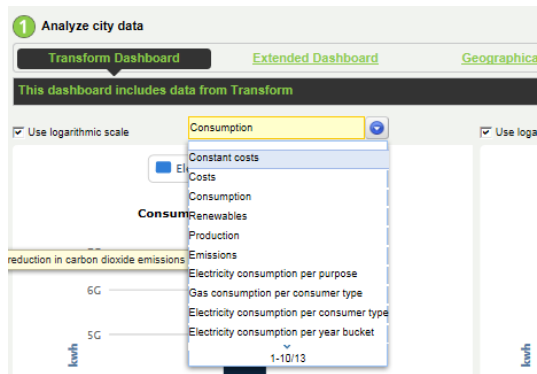 1 Analyze city data
Transform Dashboard Extended Dashboard Geographica
This dashboard includes data from Transform
Use logarithmic scale Consumption Use loga
Constant costs
El
Costs
Consumption
Consum
Renewables
Production
Emissions
reduction in carbon dioxide emissions
Electricity consumption per purpose
6G
Gas consumption per consumer type
Electricity consumption per consumer type
Electricity consumption per year bucket
5G
1-10/13
kwh
kwh